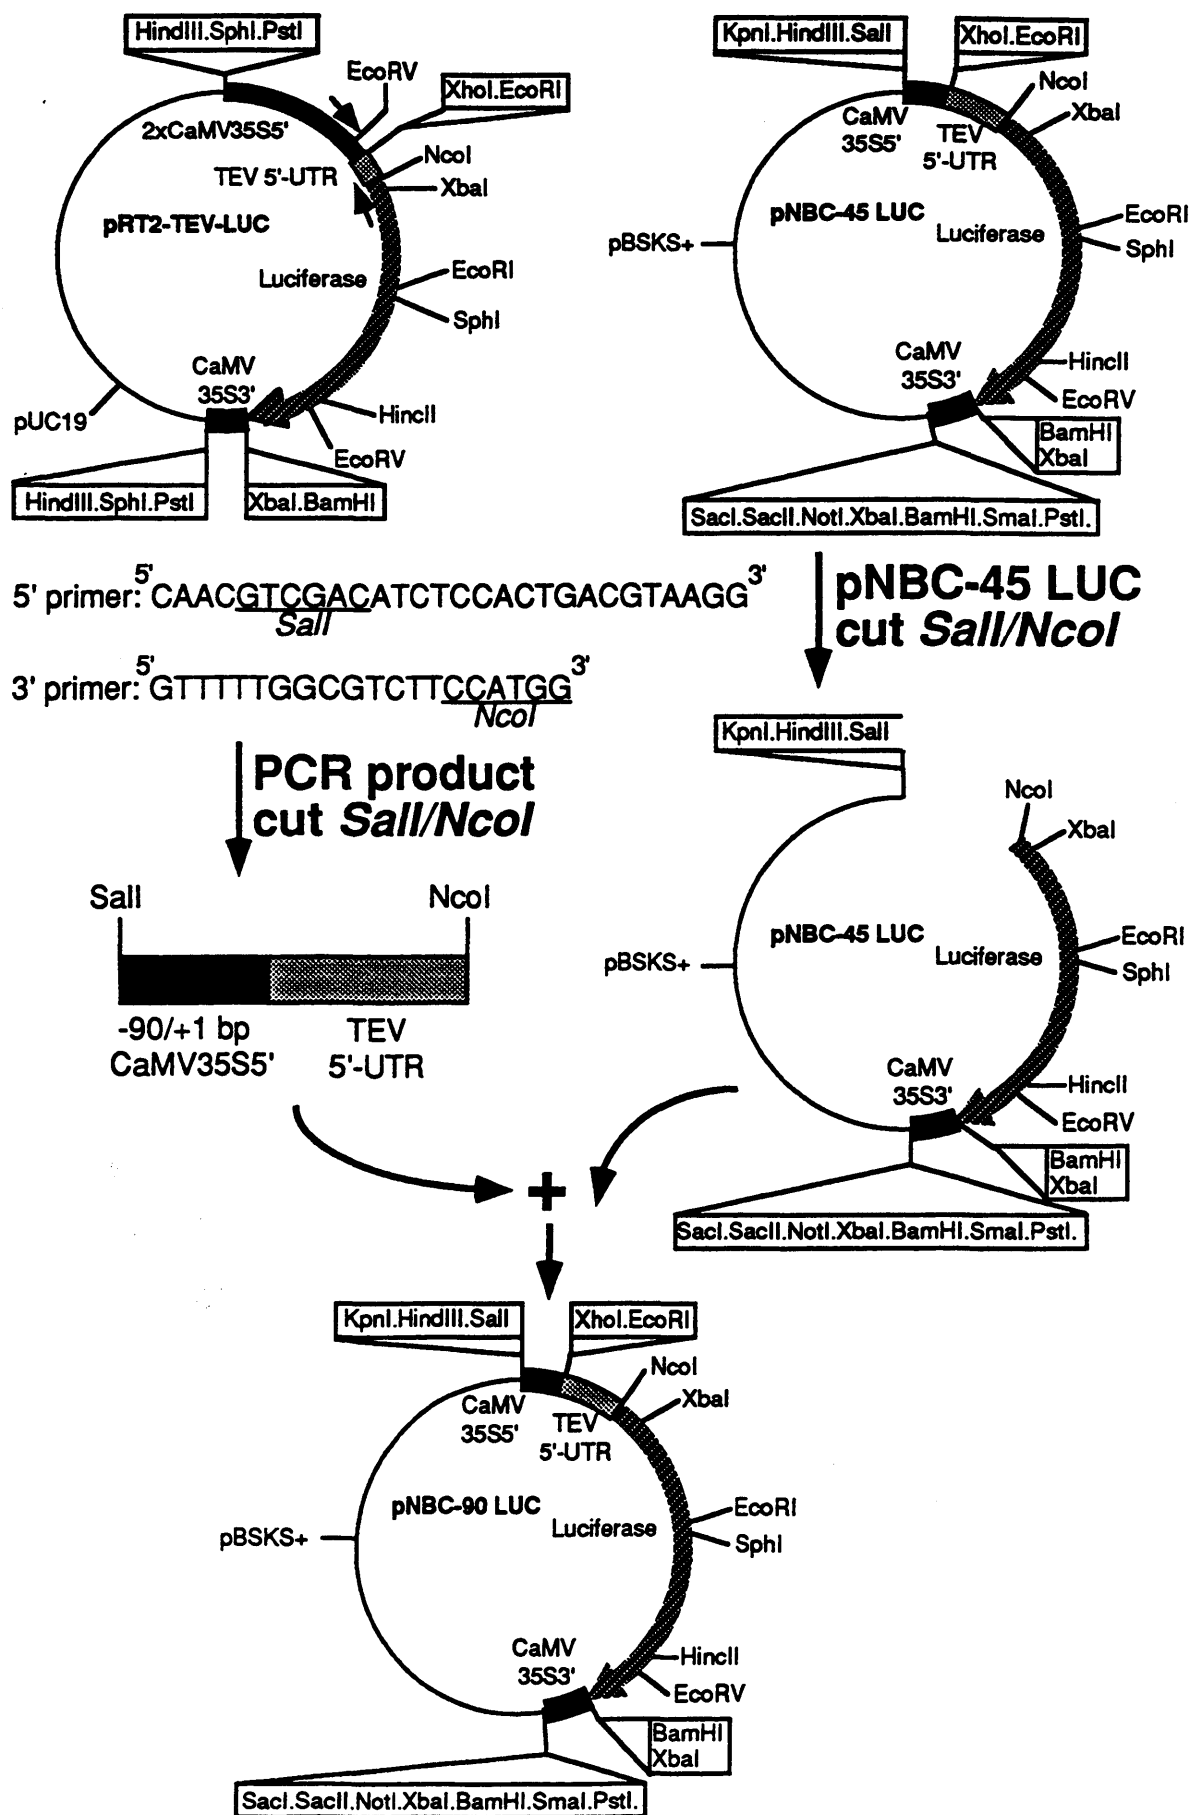 HindIII.SphI.PstI
EcoRV
XhoI.EcoRI
2xCaMV35S5'
TEV 5'-UTR
NcoI
XbaI
pRT2-TEV-LUC
Luciferase
EcoRI
SphI
CaMV
35S3'
pUC19
HincII
EcoRV
HindIII.SphI.PstI
XbaI.BamHI
KpnI.HindIII.SalI
XhoI.EcoRI
NcoI
XbaI
CaMV
35S5'
TEV
5'-UTR
pNBC-45 LUC
pBSKS+
Luciferase
EcoRI
SphI
CaMV
35S3'
HincII
EcoRV
BamHI
XbaI
SacI.SacII.NotI.XbaI.BamHI.SmaI.PstI.
5' primer: 5' CAACGTCGACATCTCCACTGACGTAAGG 3'
SalI
3' primer: 5' GTTTTTGGCGTCTTCCATGG 3'
NcoI
pNBC-45 LUC
cut SalI/NcoI
PCR product
cut SalI/NcoI
SalI
NcoI
-90/+1 bp
CaMV35S5'
TEV
5'-UTR
KpnI.HindIII.SalI
NcoI
XbaI
pNBC-45 LUC
pBSKS+
Luciferase
EcoRI
SphI
CaMV
35S3'
HincII
EcoRV
BamHI
XbaI
SacI.SacII.NotI.XbaI.BamHI.SmaI.PstI.
+
KpnI.HindIII.SalI
XhoI.EcoRI
NcoI
XbaI
CaMV
35S5'
TEV
5'-UTR
pNBC-90 LUC
pBSKS+
Luciferase
EcoRI
SphI
CaMV
35S3'
HincII
EcoRV
BamHI
XbaI
SacI.SacII.NotI.XbaI.BamHI.SmaI.PstI.